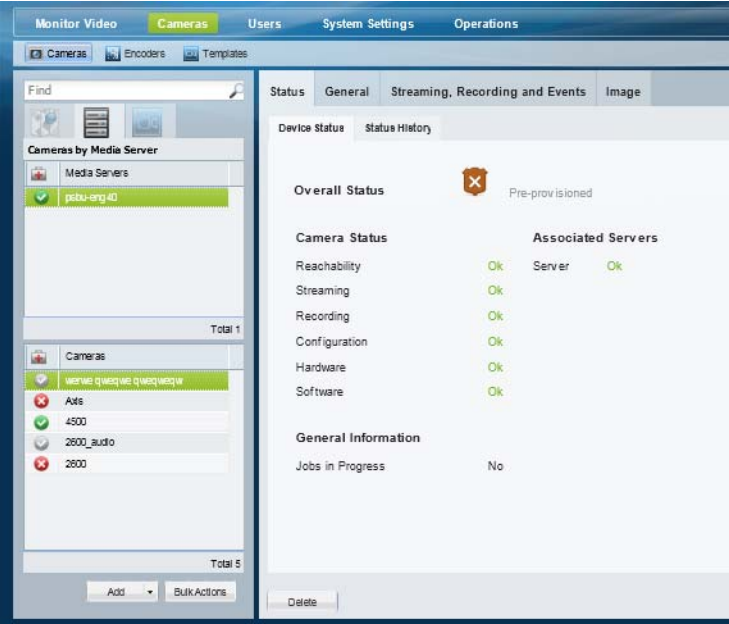 Monitor Video Cameras Users System Settings Operations
Cameras Encoders Templates
Find
Cameras by Media Server
Media Servers
psbu-eng40
Total 1
Cameras
werwe qweqwe qweqweqw
Axis
4500
2600_audio
2600
Total 5
Add Bulk Actions
Status General Streaming, Recording and Events Image
Device Status Status History
Overall Status Pre-provisioned
Camera Status Associated Servers
Reachability Ok Server Ok
Streaming Ok
Recording Ok
Configuration Ok
Hardware Ok
Software Ok
General Information
Jobs in Progress No
Delete